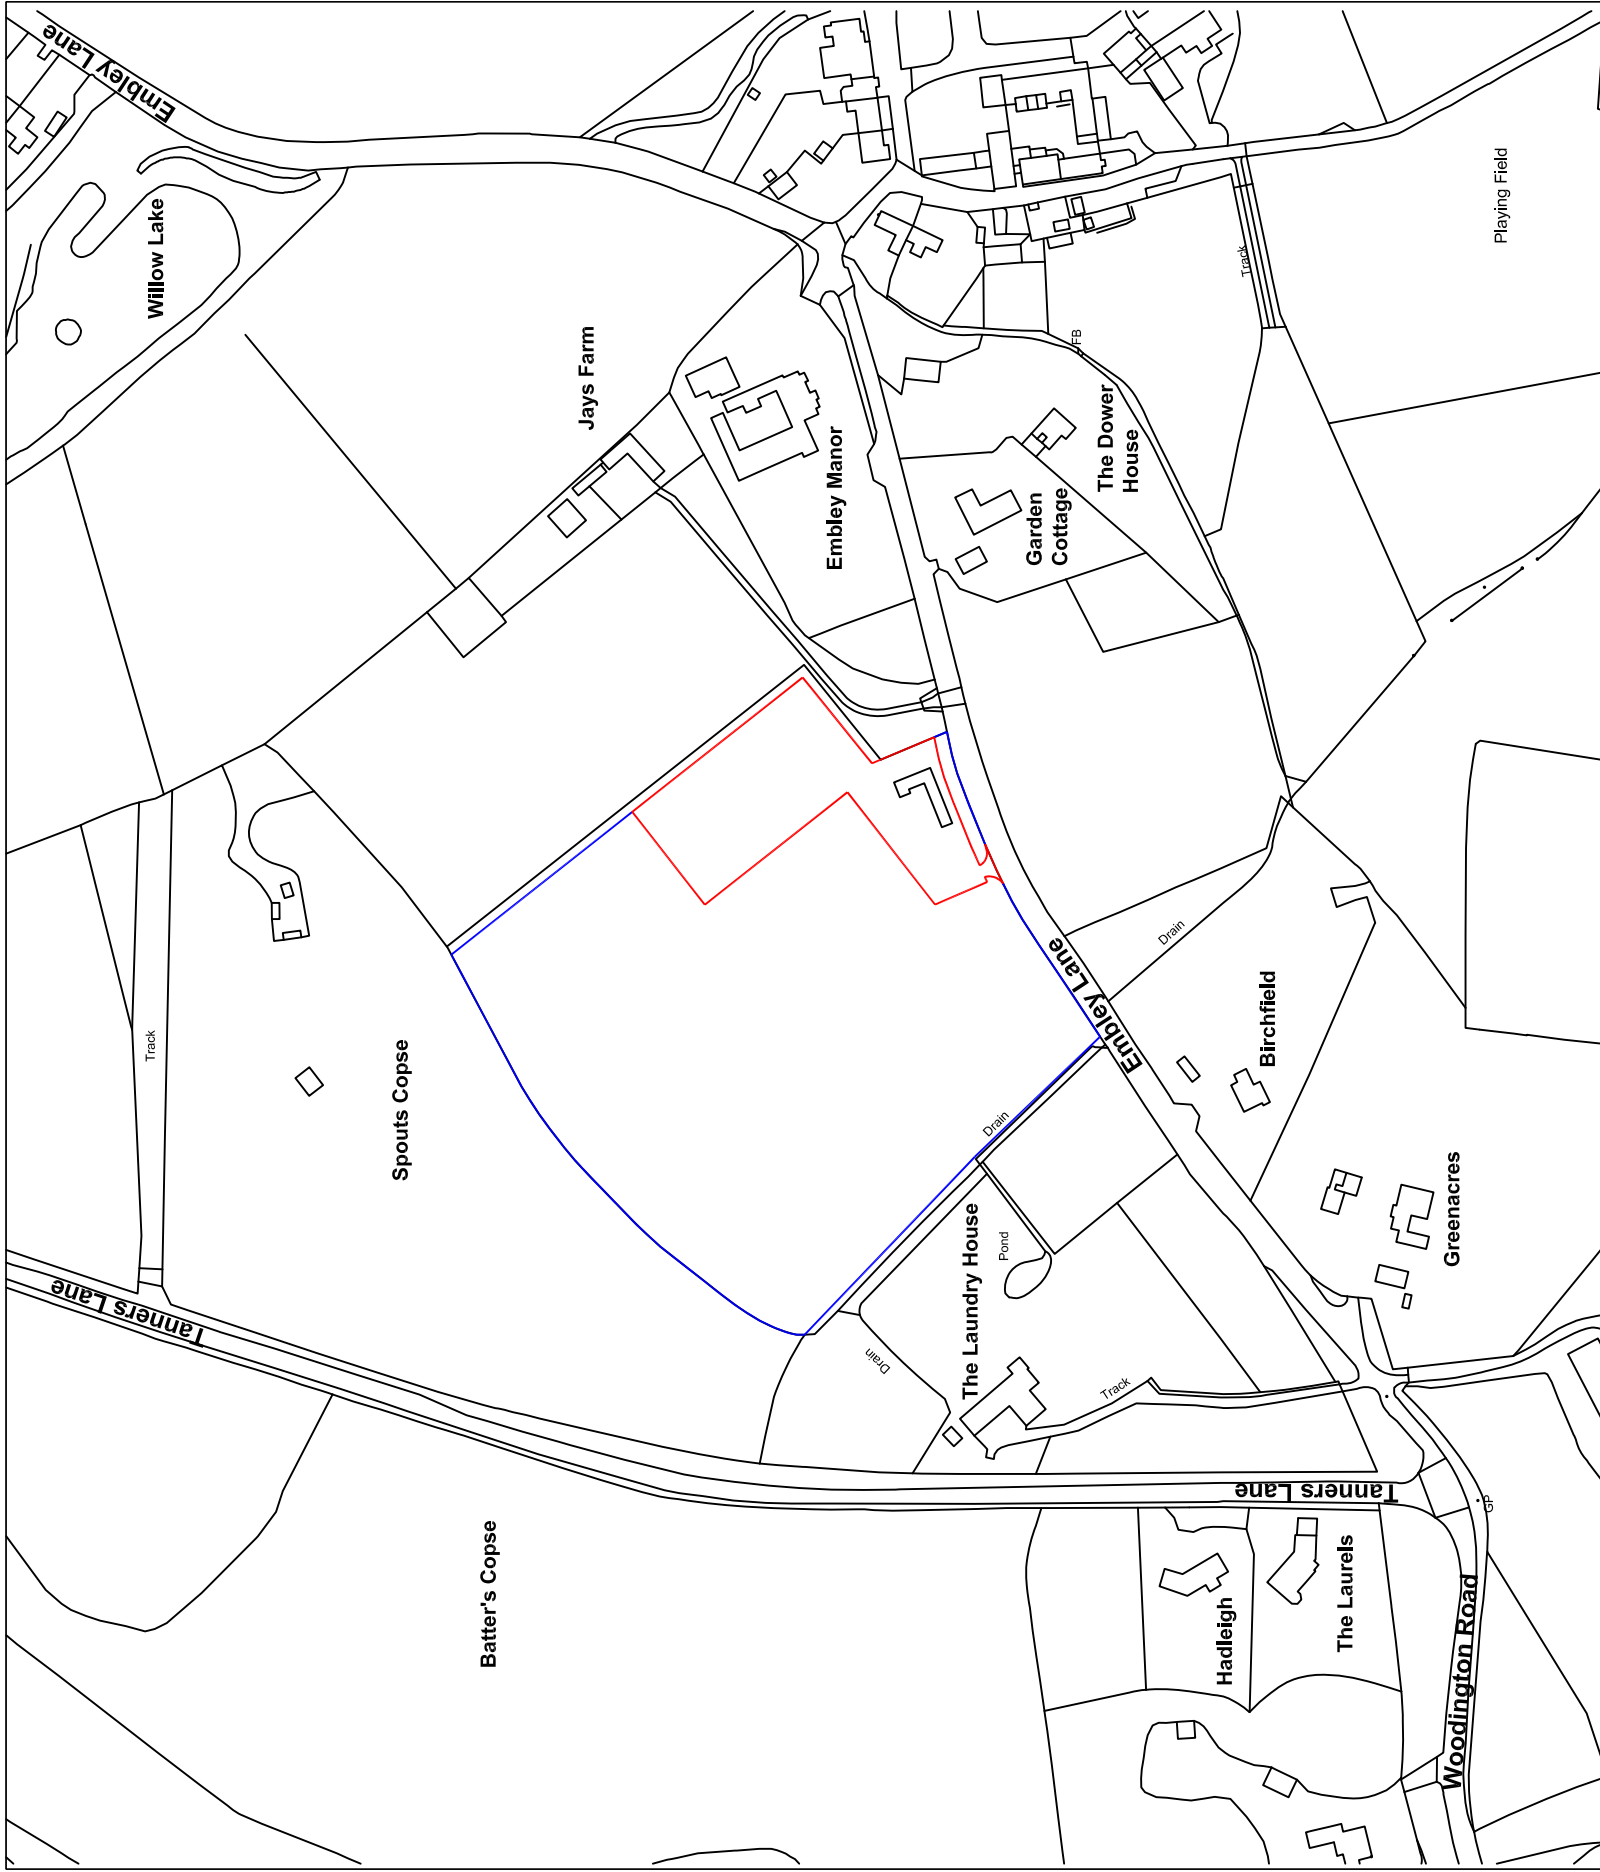 Embley Lane
Willow Lake
Jays Farm
Embley Manor
Garden
Cottage
The Dower
House
FB
Track
Playing Field
Track
Spouts Copse
Embley Lane
Drain
Birchfield
Drain
Greenacres
Pond
The Laundry House
Drain
Track
Tanners Lane
Tanners Lane
Batter's Copse
Hadleigh
The Laurels
GP
Woodington Road